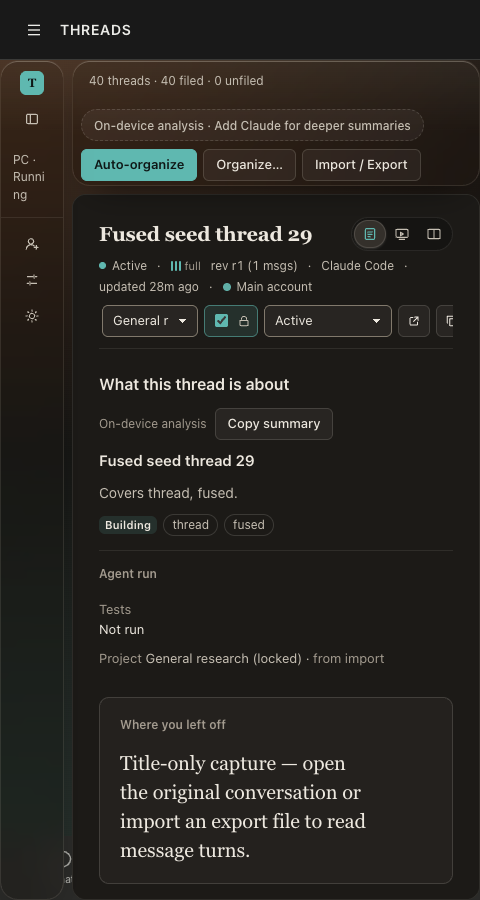 THREADS
T
PC ·
Runni
ng
40 threads · 40 filed · 0 unfiled
On-device analysis · Add Claude for deeper summaries
Auto-organize
Organize...
Import / Export
Fused seed thread 29
Active · full rev r1 (1 msgs) · Claude Code ·
updated 28m ago · Main account
General r
Active
What this thread is about
On-device analysis
Copy summary
Fused seed thread 29
Covers thread, fused.
Building thread fused
Agent run
Tests
Not run
Project General research (locked) · from import
Where you left off
Title-only capture — open
the original conversation or
import an export file to read
message turns.